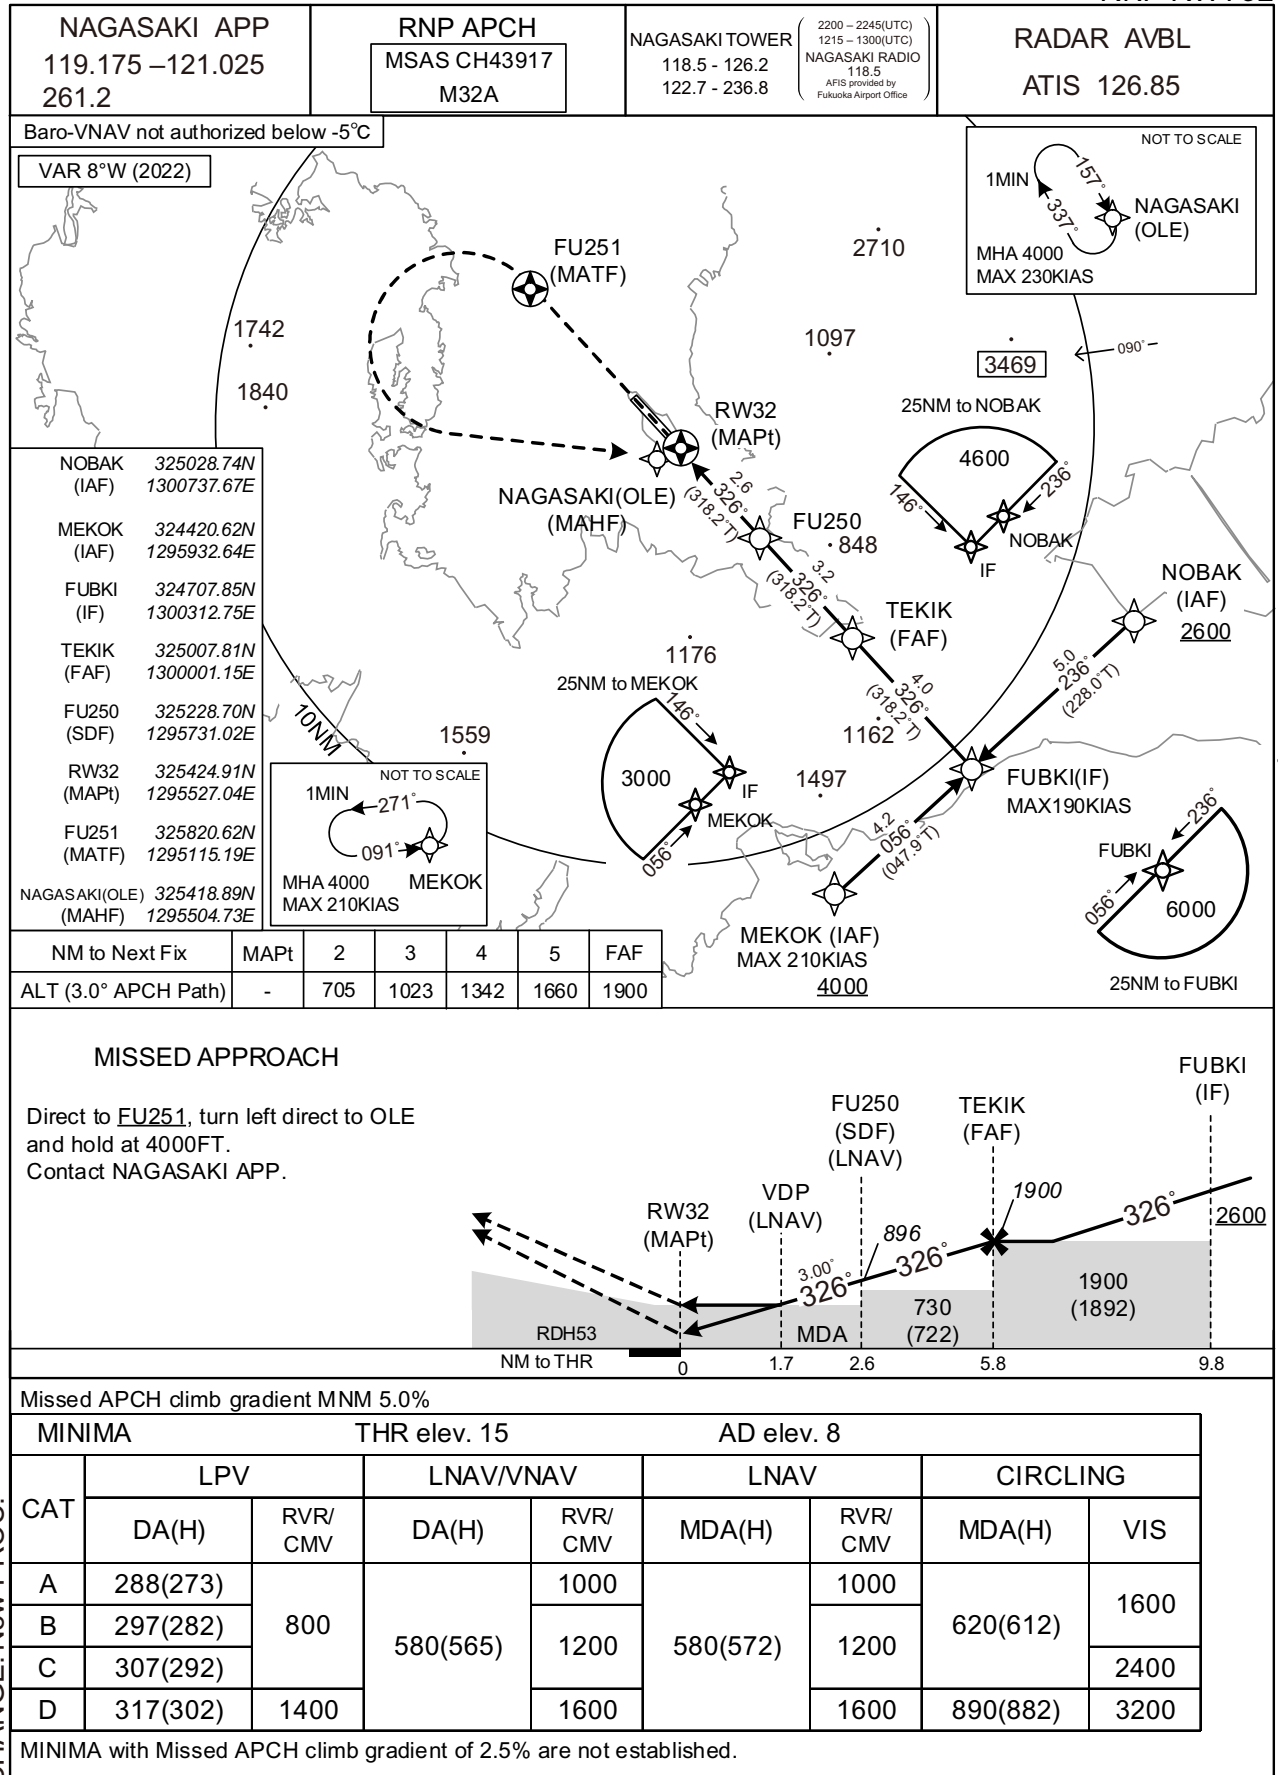 NAGASAKI APP
119.175 –121.025
261.2
RNP APCH
MSAS CH43917
M32A
NAGASAKI TOWER
118.5 - 126.2
122.7 - 236.8
2200 – 2245(UTC)
1215 – 1300(UTC)
NAGASAKI RADIO
118.5
AFIS provided by
Fukuoka Airport Office
RADAR AVBL
ATIS 126.85
Baro-VNAV not authorized below -5°C
VAR 8°W (2022)
NOT TO SCALE
1MIN
157°
337°
NAGASAKI
(OLE)
MHA 4000
MAX 230KIAS
FU251
(MATF)
2710
1742
1097
3469
090°
1840
RW32
(MAPt)
25NM to NOBAK
4600
146°
236°
NOBAK
IF
NAGASAKI(OLE)
(MAHF)
2.6
326°
(318.2°T)
FU250
848
3.2
326°
(318.2°T)
TEKIK
(FAF)
NOBAK
(IAF)
2600
5.0
236°
(228.0°T)
4.0
326°
(318.2°T)
1176
25NM to MEKOK
146°
3000
IF
MEKOK
056°
1162
1497
1559
10NM
FUBKI(IF)
MAX190KIAS
4.2
056°
(047.9°T)
MEKOK (IAF)
MAX 210KIAS
4000
236°
FUBKI
056°
6000
25NM to FUBKI
NOBAK 325028.74N
(IAF) 1300737.67E
MEKOK 324420.62N
(IAF) 1295932.64E
FUBKI 324707.85N
(IF) 1300312.75E
TEKIK 325007.81N
(FAF) 1300001.15E
FU250 325228.70N
(SDF) 1295731.02E
RW32 325424.91N
(MAPt) 1295527.04E
FU251 325820.62N
(MATF) 1295115.19E
NAGASAKI(OLE) 325418.89N
(MAHF) 1295504.73E
NOT TO SCALE
1MIN
271°
091°
MHA 4000
MAX 210KIAS
MEKOK
NM to Next Fix MAPt 2 3 4 5 FAF
ALT (3.0° APCH Path) - 705 1023 1342 1660 1900
MISSED APPROACH
Direct to FU251, turn left direct to OLE
and hold at 4000FT.
Contact NAGASAKI APP.
FUBKI
(IF)
FU250
(SDF)
(LNAV)
TEKIK
(FAF)
VDP
(LNAV)
RW32
(MAPt)
1900
896
326°
2600
326°
3.00°
326°
1900
(1892)
730
(722)
MDA
RDH53
NM to THR 0 1.7 2.6 5.8 9.8
Missed APCH climb gradient MNM 5.0%
MINIMA THR elev. 15 AD elev. 8
CAT LPV LNAV/VNAV LNAV CIRCLING
DA(H) RVR/ CMV DA(H) RVR/ CMV MDA(H) RVR/ CMV MDA(H) VIS
A 288(273) 800 580(565) 1000 580(572) 1000 620(612) 1600
B 297(282) 1200 1200
C 307(292) 2400
D 317(302) 1400 1600 1600 890(882) 3200
MINIMA with Missed APCH climb gradient of 2.5% are not established.